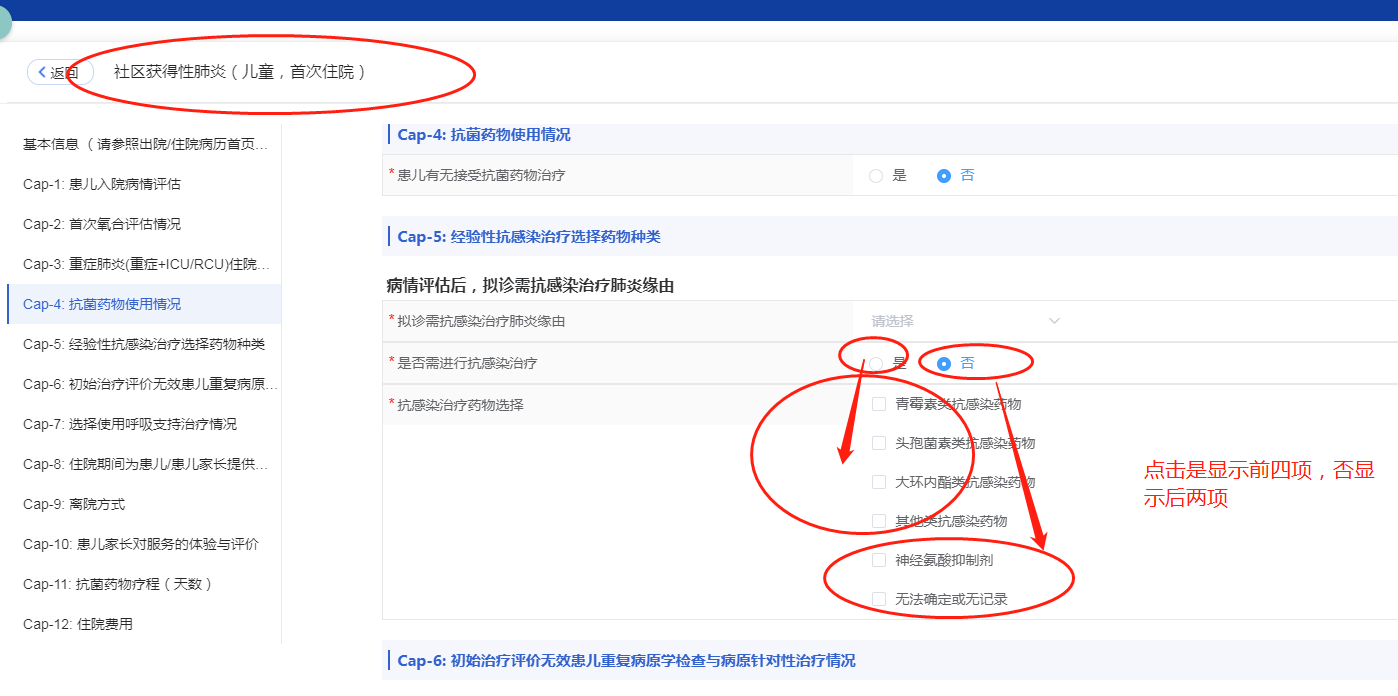 返回
社区获得性肺炎（儿童，首次住院）
基本信息 （ 请参照出院/住院病历首页…
Cap-1: 患儿入院病情评估
Cap-2: 首次氧合评估情况
Cap-3: 重症肺炎(重症+ICU/RCU)住院…
Cap-4: 抗菌药物使用情况
Cap-5: 经验性抗感染治疗选择药物种类
Cap-6: 初始治疗评价无效患儿重复病原…
Cap-7: 选择使用呼吸支持治疗情况
Cap-8: 住院期间为患儿/患儿家长提供…
Cap-9: 离院方式
Cap-10: 患儿家长对服务的体验与评价
Cap-11: 抗菌药物疗程（天数）
Cap-12: 住院费用
Cap-4: 抗菌药物使用情况
*患儿有无接受抗菌药物治疗 是 否
Cap-5: 经验性抗感染治疗选择药物种类
病情评估后，拟诊需抗感染治疗肺炎缘由
*拟诊需抗感染治疗肺炎缘由 请选择
*是否需进行抗感染治疗 是 否
*抗感染治疗药物选择 青霉素类抗感染药物
头孢菌素类抗感染药物
大环内酯类抗感染药物
其他类抗感染药物
神经氨酸抑制剂
无法确定或无记录
点击是显示前四项，否显
示后两项
Cap-6: 初始治疗评价无效患儿重复病原学检查与病原针对性治疗情况